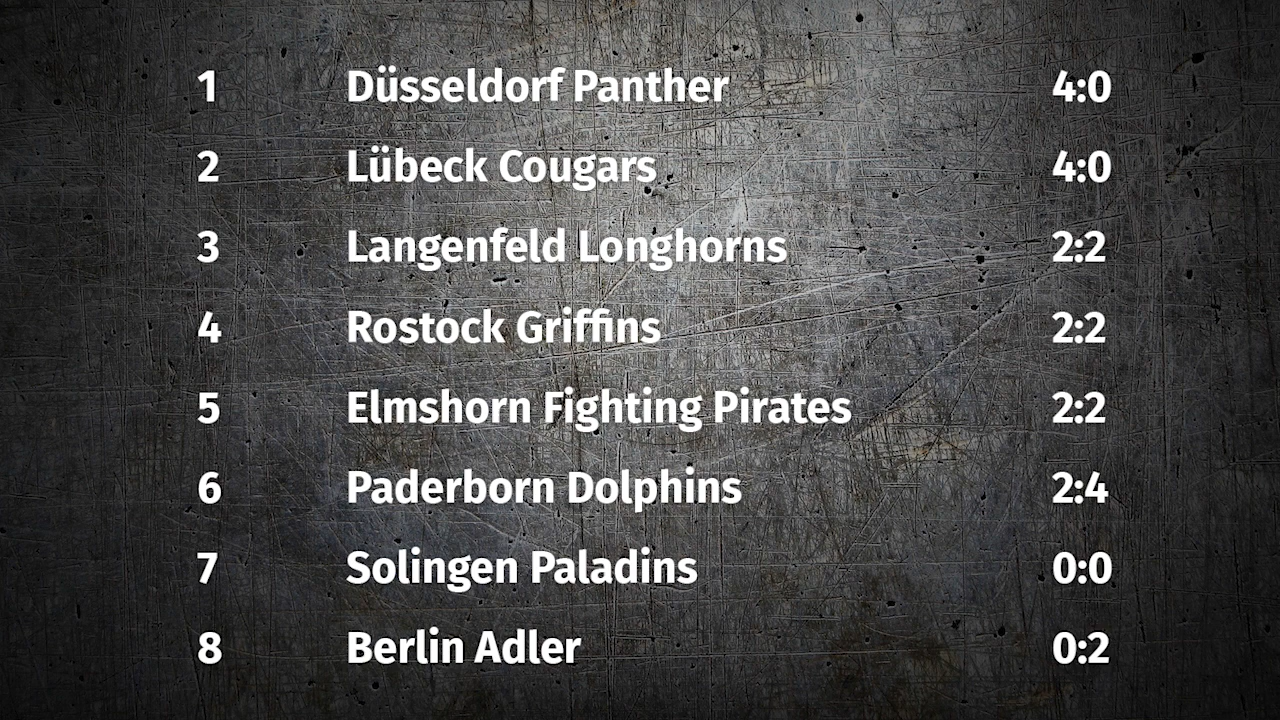 1 Düsseldorf Panther 4:0
2 Lübeck Cougars 4:0
3 Langenfeld Longhorns 2:2
4 Rostock Griffins 2:2
5 Elmshorn Fighting Pirates 2:2
6 Paderborn Dolphins 2:4
7 Solingen Paladins 0:0
8 Berlin Adler 0:2